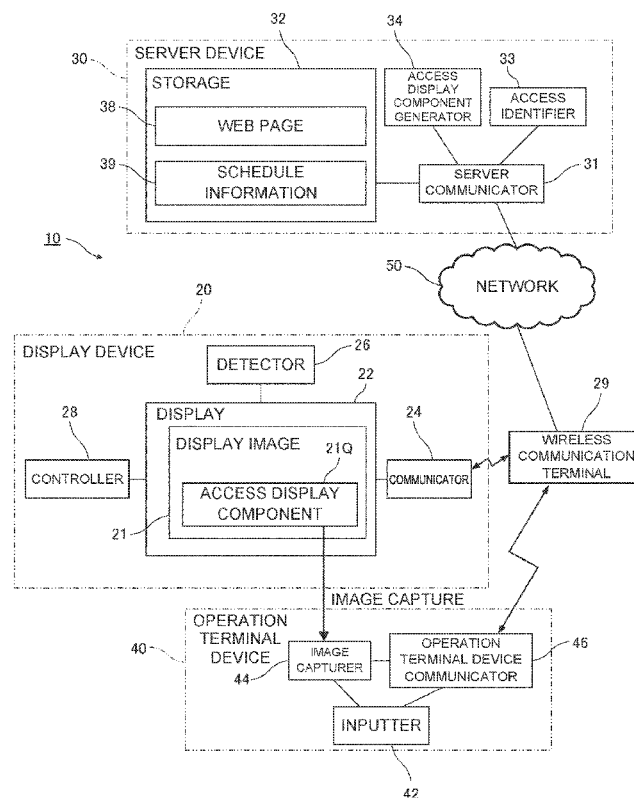 32
34
33
30
SERVER DEVICE
STORAGE
38
WEB PAGE
39
SCHEDULE
INFORMATION
ACCESS
DISPLAY
COMPONENT
GENERATOR
ACCESS
IDENTIFIER
SERVER
COMMUNICATOR
31
10
50
NETWORK
20
DISPLAY DEVICE
DETECTOR
26
22
28
DISPLAY
24
29
CONTROLLER
DISPLAY IMAGE
21Q
ACCESS DISPLAY
COMPONENT
21
COMMUNICATOR
WIRELESS
COMMUNICATION
TERMINAL
IMAGE CAPTURE
OPERATION
TERMINAL
DEVICE
40
IMAGE
CAPTURER
44
OPERATION
TERMINAL DEVICE
COMMUNICATOR
46
INPUTTER
42